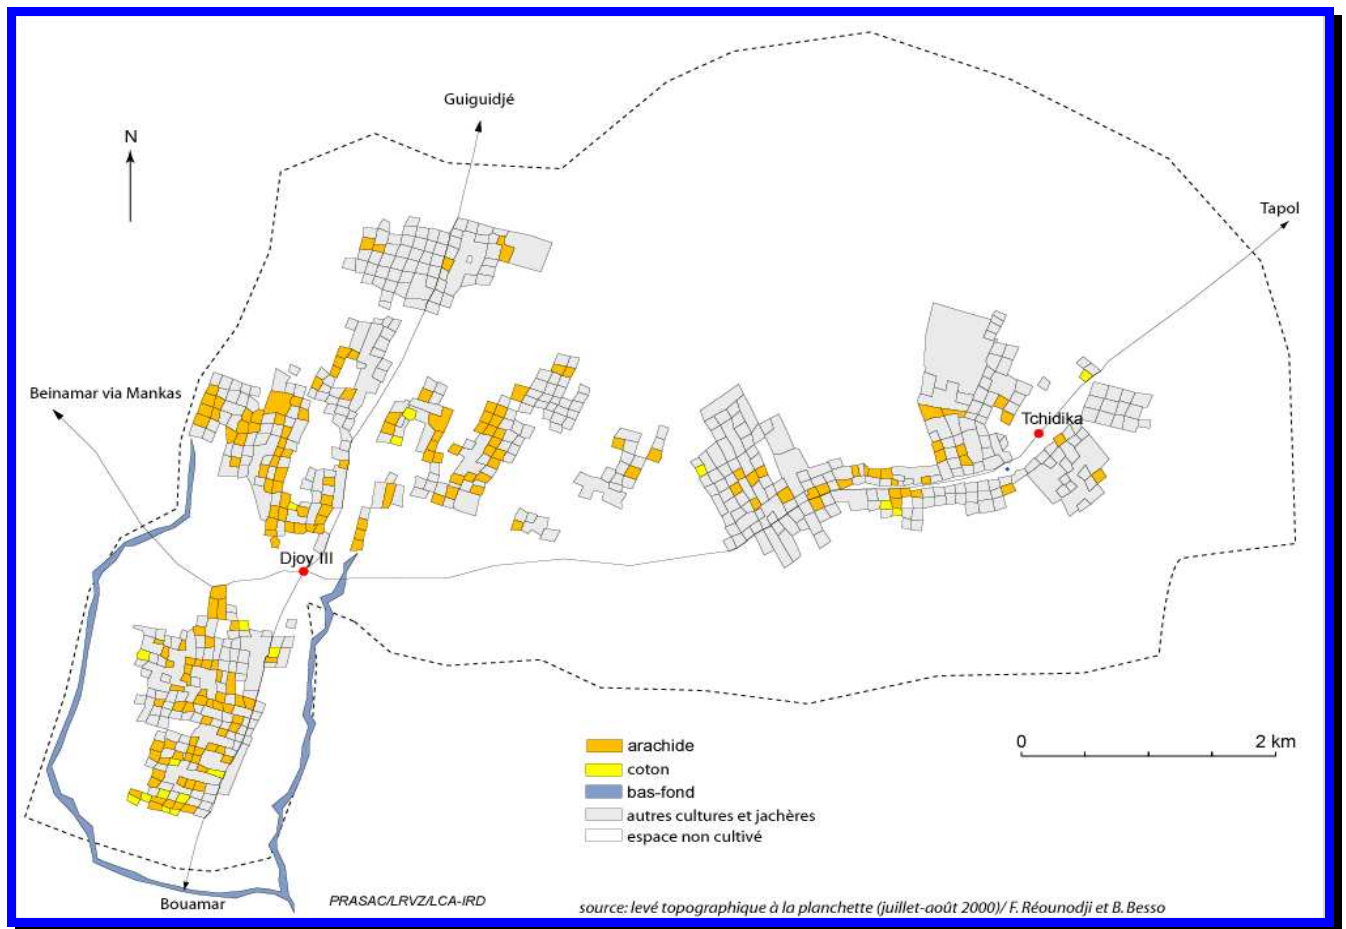 Guiguidjé
N
Tapol
Beinamar via Mankas
Tchidika
Djoy III
arachide
coton
bas-fond
autres cultures et jachères
espace non cultivé
0 2 km
Bouamar
PRASAC/LRVZ/LCA-IRD
source: levé topographique à la planchette (juillet-août 2000)/ F. Réounodji et B. Besso